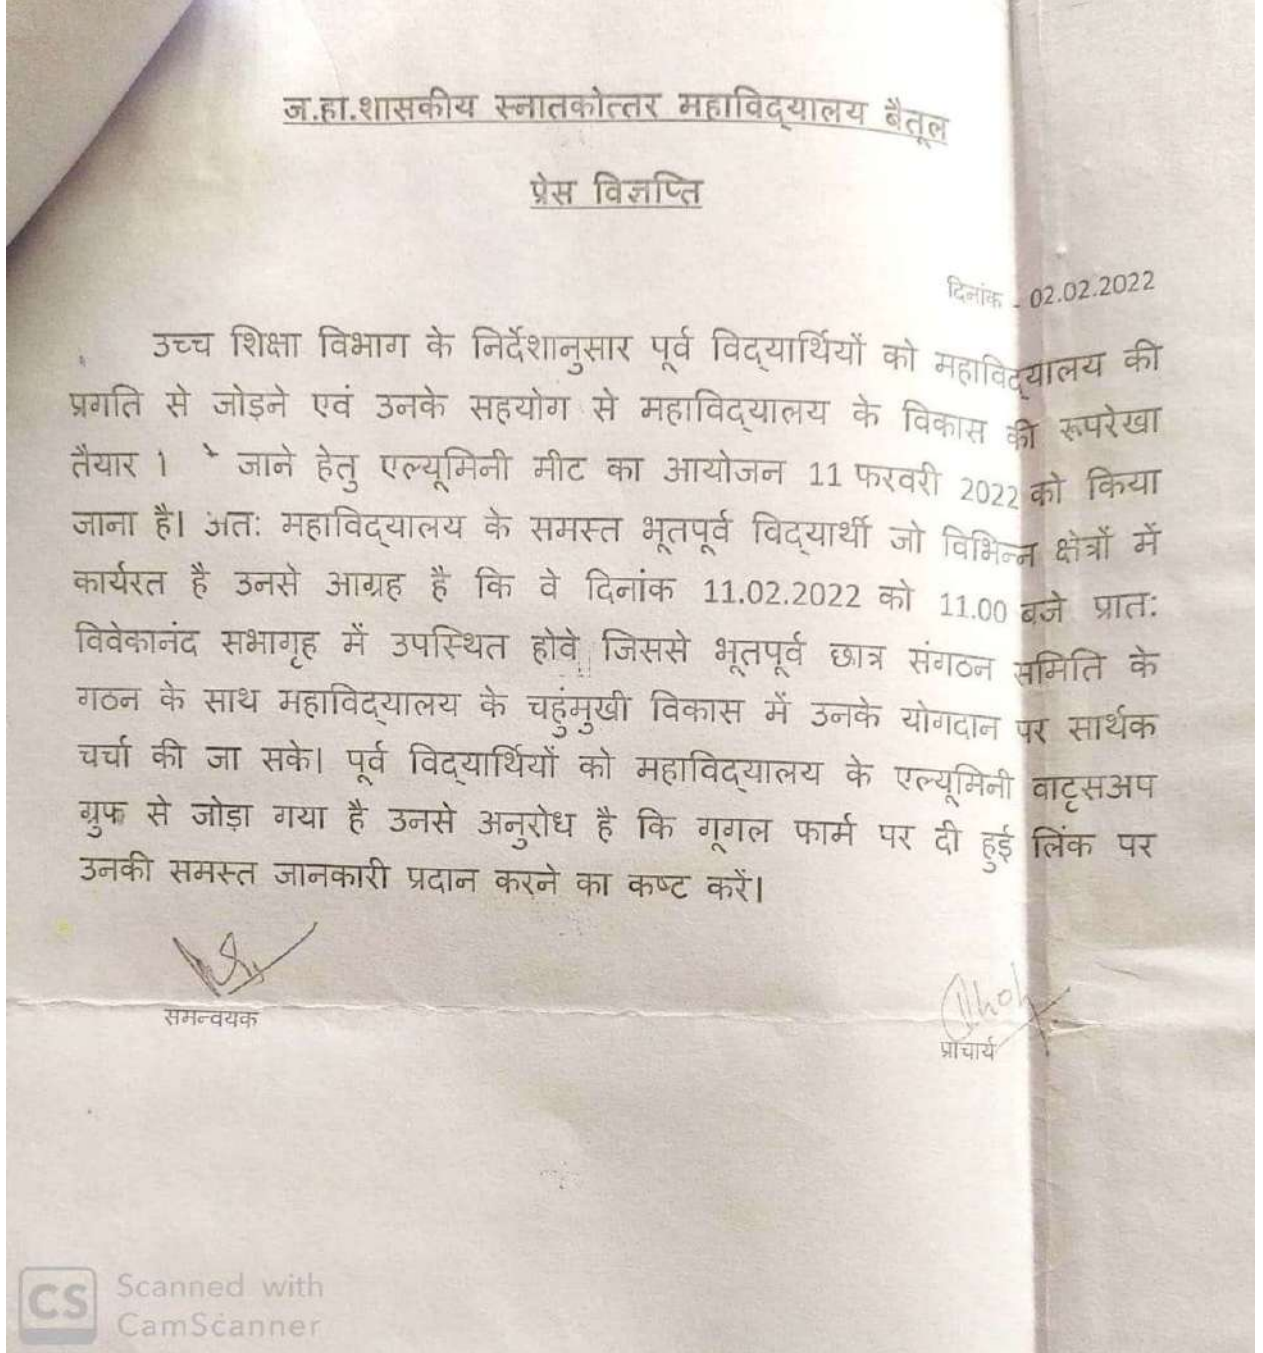 ज.हा.शासकीय स्नातकोत्तर महाविद्यालय बैतूल
प्रेस विज्ञप्ति
दिनांक - 02.02.2022
उच्च शिक्षा विभाग के निर्देशानुसार पूर्व विद्यार्थियों को महाविद्यालय की
प्रगति से जोड़ने एवं उनके सहयोग से महाविद्यालय के विकास की रूपरेखा
तैयार जाने हेतु एल्यूमिनी मीट का आयोजन 11 फरवरी 2022 को किया
जाना है। अतः महाविद्यालय के समस्त भूतपूर्व विद्यार्थी जो विभिन्न क्षेत्रों में
कार्यरत है उनसे आग्रह है कि वे दिनांक 11.02.2022 को 11.00 बजे प्रातः
विवेकानंद सभागृह में उपस्थित होवे जिससे भूतपूर्व छात्र संगठन समिति के
गठन के साथ महाविद्यालय के चहुंमुखी विकास में उनके योगदान पर सार्थक
चर्चा की जा सके। पूर्व विद्यार्थियों को महाविद्यालय के एल्यूमिनी वाट्सअप
ग्रुफ से जोड़ा गया है उनसे अनुरोध है कि गूगल फार्म पर दी हुई लिंक पर
उनकी समस्त जानकारी प्रदान करने का कष्ट करें।
समन्वयक
प्राचार्य
CS Scanned with
CamScanner